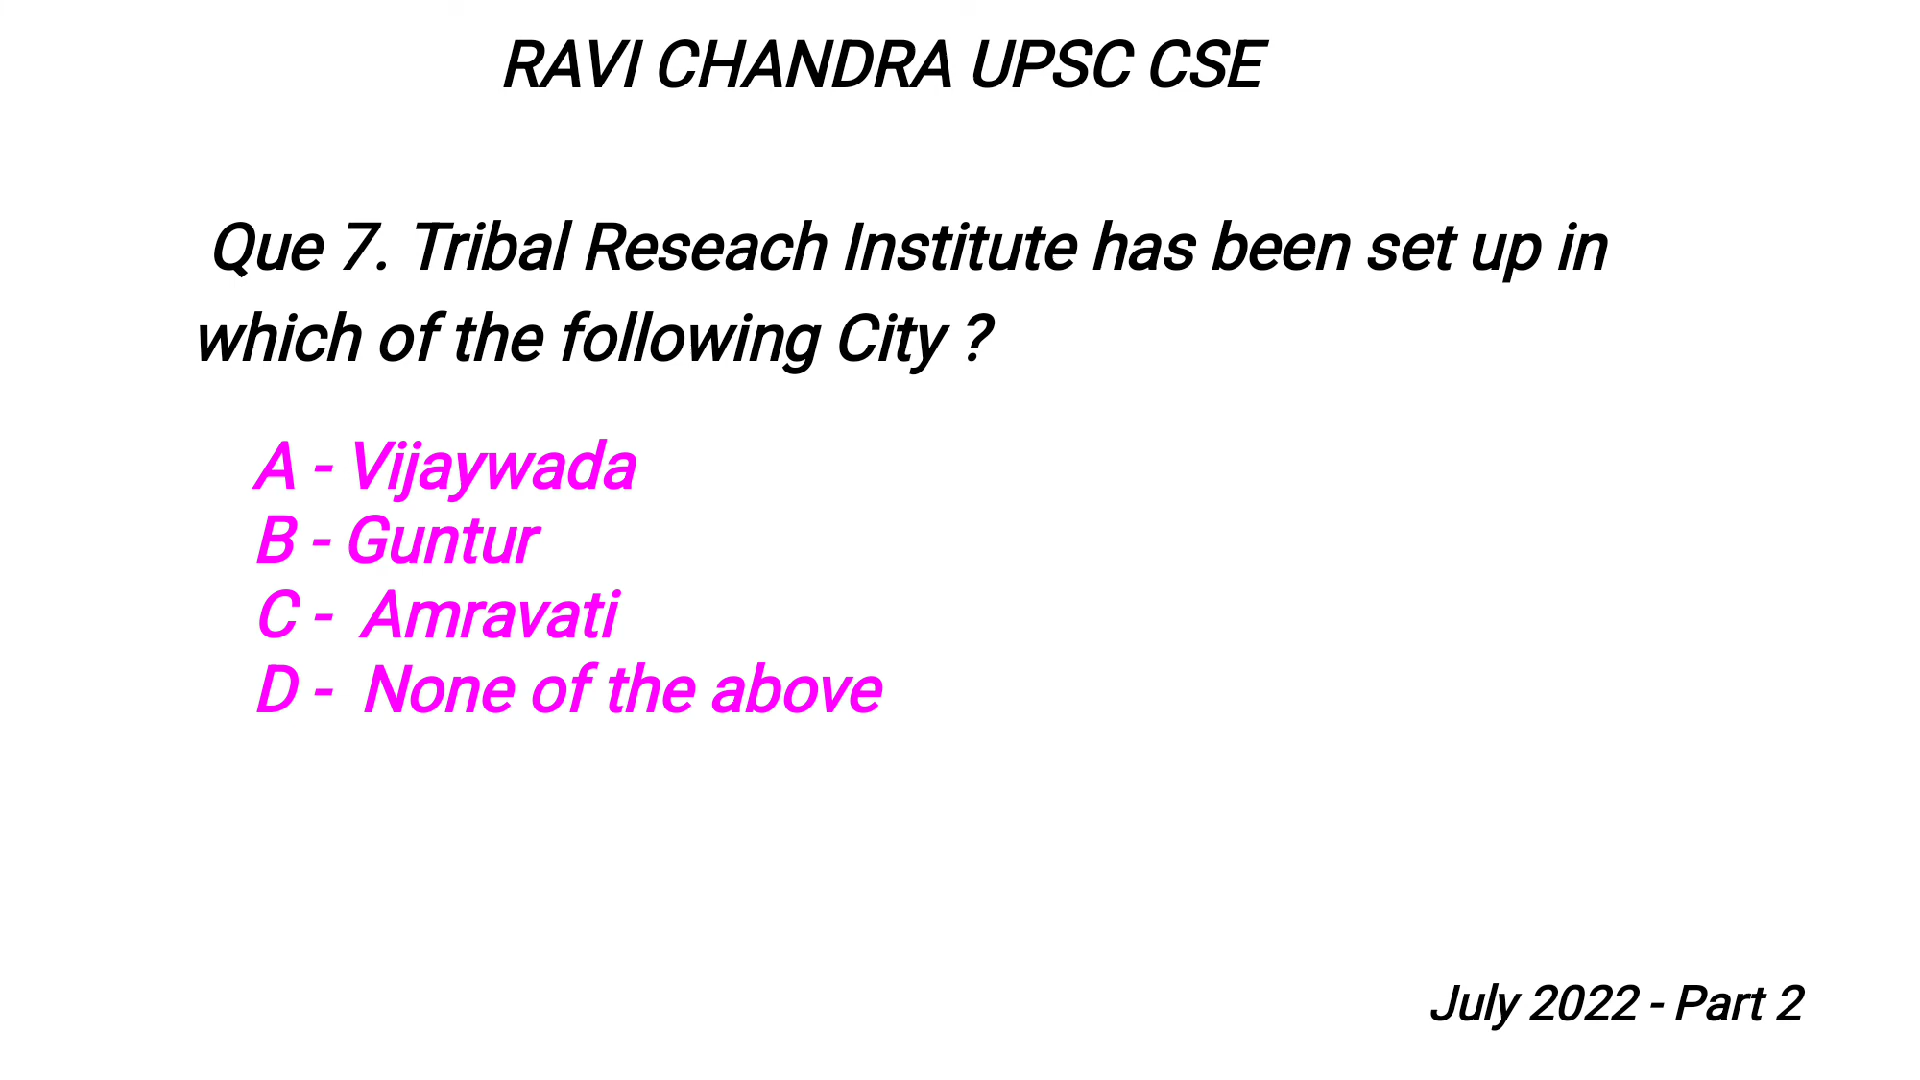 RAVI CHANDRA UPSC CSE
Que 7. Tribal Reseach Institute has been set up in
which of the following City ?
A - Vijaywada
B - Guntur
C - Amravati
D - None of the above
July 2022 - Part 2